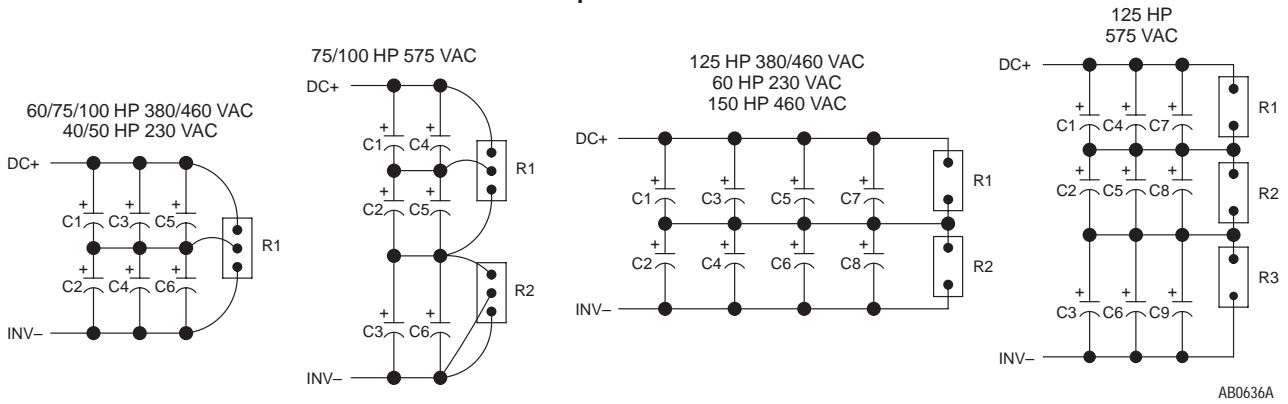 60/75/100 HP 380/460 VAC
40/50 HP 230 VAC
DC+
+ + +
C1 C3 C5
R1
+ + +
C2 C4 C6
INV–
75/100 HP 575 VAC
DC+
+ +
C1 C4
R1
+ +
C2 C5
R2
+ +
C3 C6
INV–
125 HP 380/460 VAC
60 HP 230 VAC
150 HP 460 VAC
DC+
+ + + +
C1 C3 C5 C7
R1
+ + + +
C2 C4 C6 C8
R2
INV–
125 HP
575 VAC
DC+
R1
+ + +
C1 C4 C7
+ + +
C2 C5 C8
R2
R3
+ + +
C3 C6 C9
INV–
AB0636A